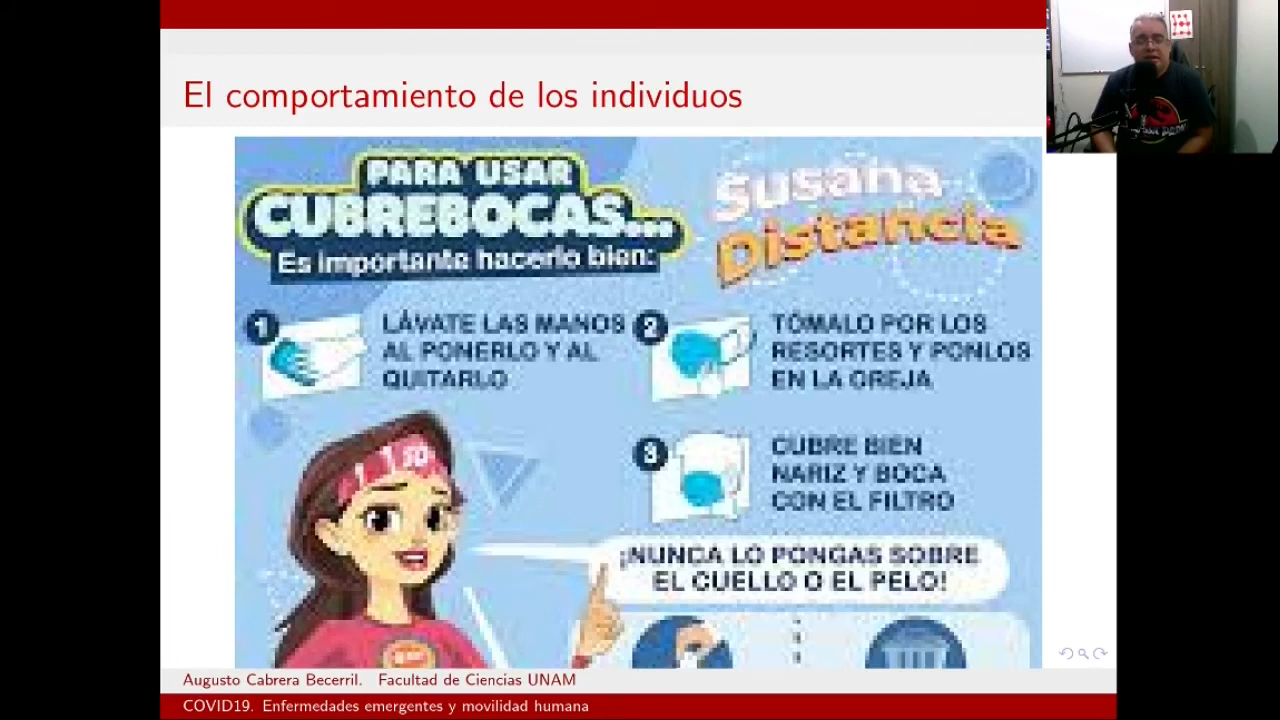 El comportamiento de los individuos
PARA USAR
CUBREBOCAS...
Es importante hacerlo bien:
Susana
Distancia
1
LÁVATE LAS MANOS
AL PONERLO Y AL
QUITARLO
2
TÓMALO POR LOS
RESORTES Y PONLOS
EN LA OREJA
3
CUBRE BIEN
NARIZ Y BOCA
CON EL FILTRO
¡NUNCA LO PONGAS SOBRE
EL CUELLO O EL PELO!
Augusto Cabrera Becerril. Facultad de Ciencias UNAM
COVID19. Enfermedades emergentes y movilidad humana